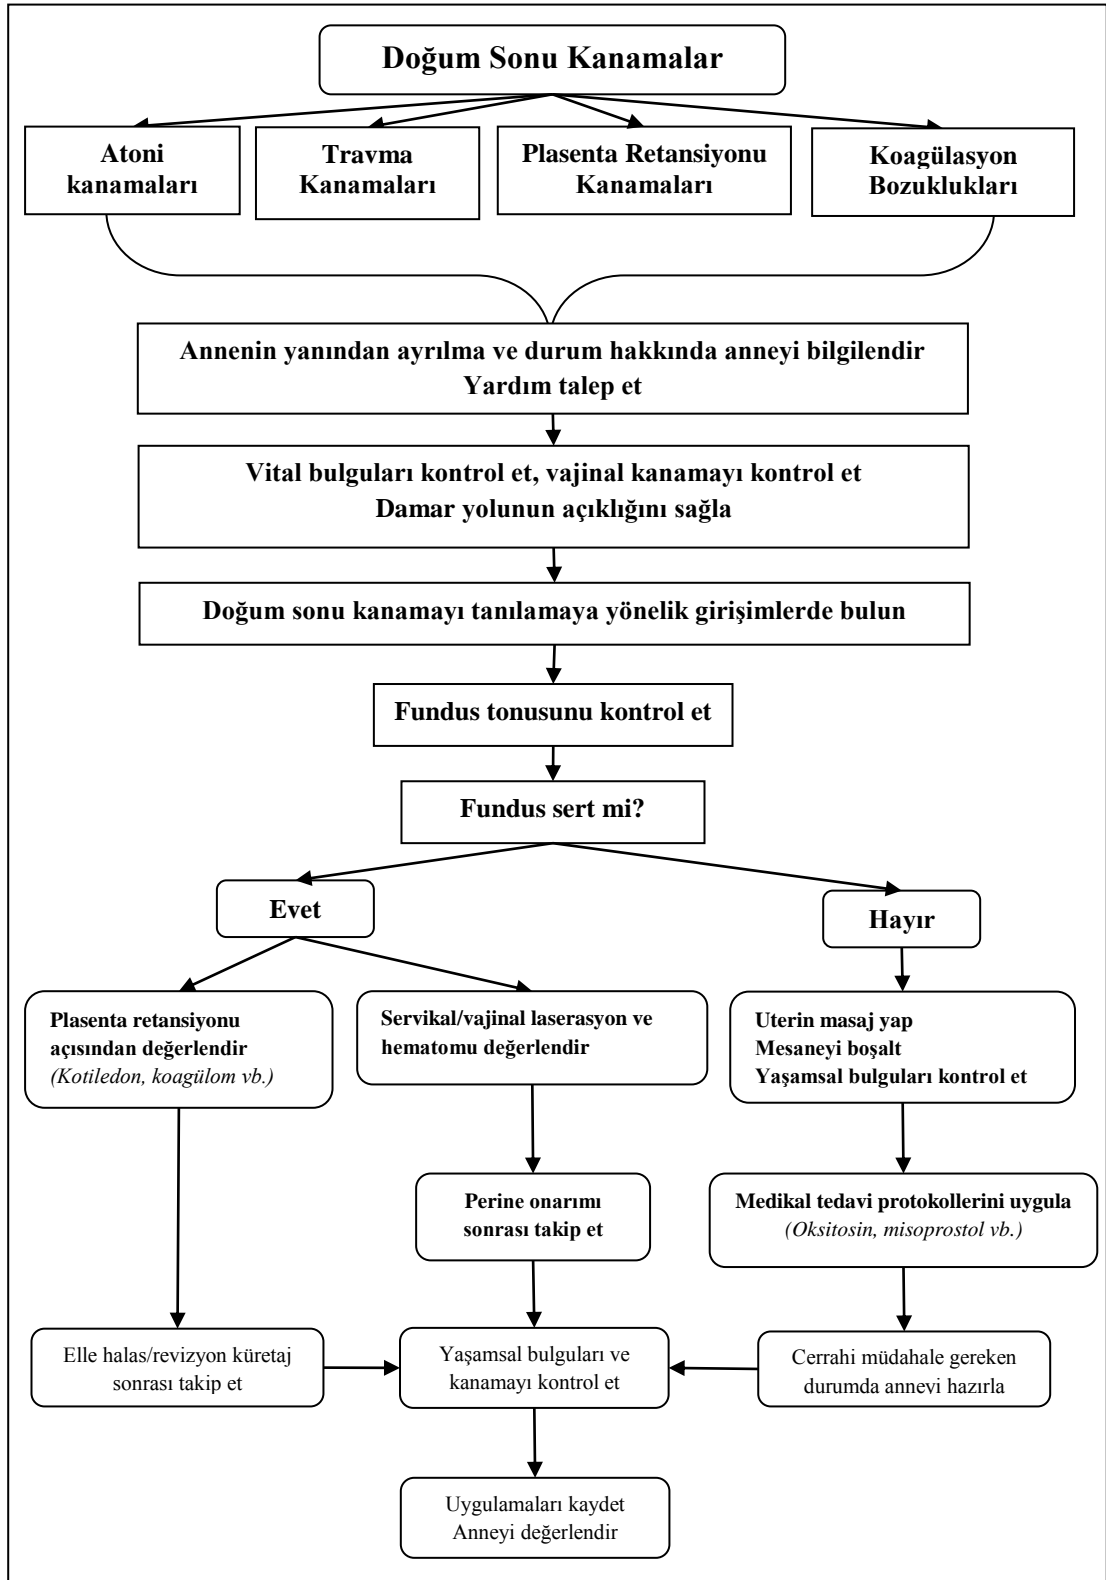 Doğum Sonu Kanamalar
Atoni
kanamaları
Travma
Kanamaları
Plasenta Retansiyonu
Kanamaları
Koagülasyon
Bozuklukları
Annenin yanından ayrılma ve durum hakkında anneyi bilgilendir
Yardım talep et
Vital bulguları kontrol et, vajinal kanamayı kontrol et
Damar yolunun açıklığını sağla
Doğum sonu kanamayı tanılamaya yönelik girişimlerde bulun
Fundus tonusunu kontrol et
Fundus sert mi?
Evet
Hayır
Plasenta retansiyonu
açısından değerlendir
(Kotiledon, koagülom vb.)
Servikal/vajinal laserasyon ve
hematomu değerlendir
Uterin masaj yap
Mesaneyi boşalt
Yaşamsal bulguları kontrol et
Perine onarımı
sonrası takip et
Medikal tedavi protokollerini uygula
(Oksitosin, misoprostol vb.)
Elle halas/revizyon küretaj
sonrası takip et
Yaşamsal bulguları ve
kanamayı kontrol et
Cerrahi müdahale gereken
durumda anneyi hazırla
Uygulamaları kaydet
Anneyi değerlendir